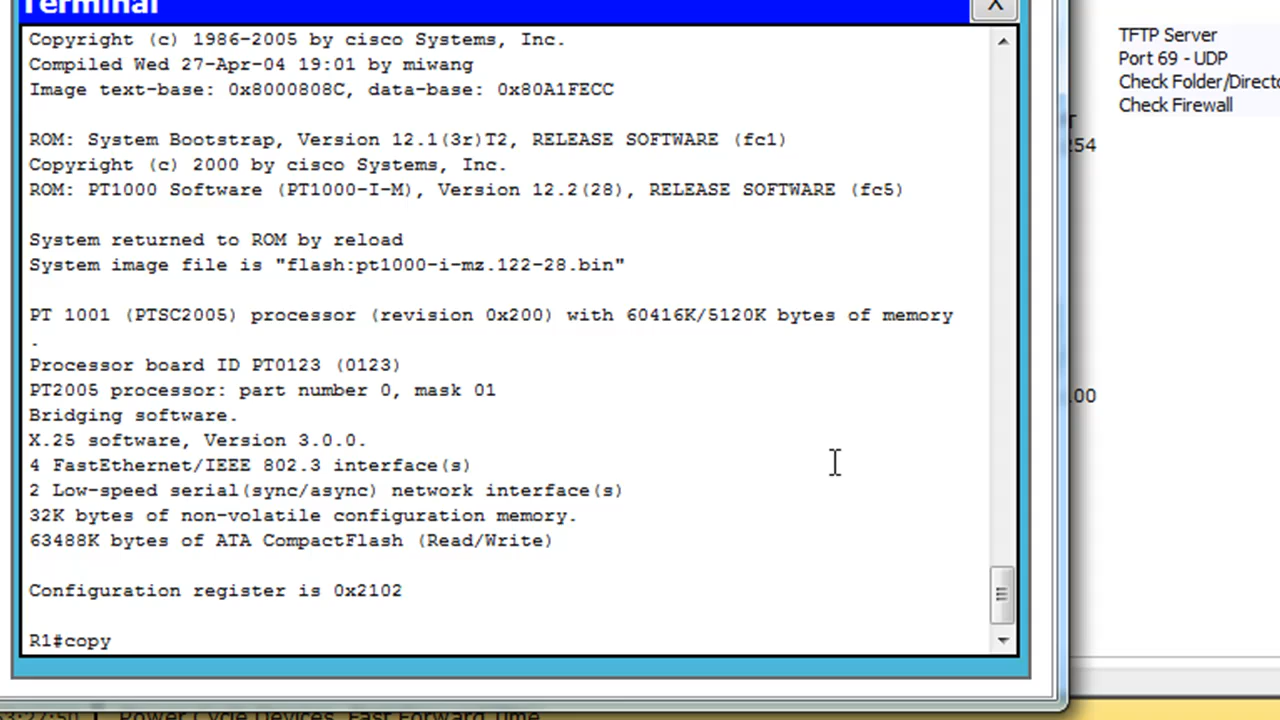 Terminal
X
Copyright (c) 1986-2005 by cisco Systems, Inc.
Compiled Wed 27-Apr-04 19:01 by miwang
Image text-base: 0x8000808C, data-base: 0x80A1FECC
ROM: System Bootstrap, Version 12.1(3r)T2, RELEASE SOFTWARE (fc1)
Copyright (c) 2000 by cisco Systems, Inc.
ROM: PT1000 Software (PT1000-I-M), Version 12.2(28), RELEASE SOFTWARE (fc5)
System returned to ROM by reload
System image file is "flash:pt1000-i-mz.122-28.bin"
PT 1001 (PTSC2005) processor (revision 0x200) with 60416K/5120K bytes of memory
.
Processor board ID PT0123 (0123)
PT2005 processor: part number 0, mask 01
Bridging software.
X.25 software, Version 3.0.0.
4 FastEthernet/IEEE 802.3 interface(s)
2 Low-speed serial(sync/async) network interface(s)
32K bytes of non-volatile configuration memory.
63488K bytes of ATA CompactFlash (Read/Write)
Configuration register is 0x2102
R1#copy
TFTP Server
Port 69 - UDP
Check Folder/Directo
Check Firewall
T
254
.00
Power Cycle Devices Fast Forward Time